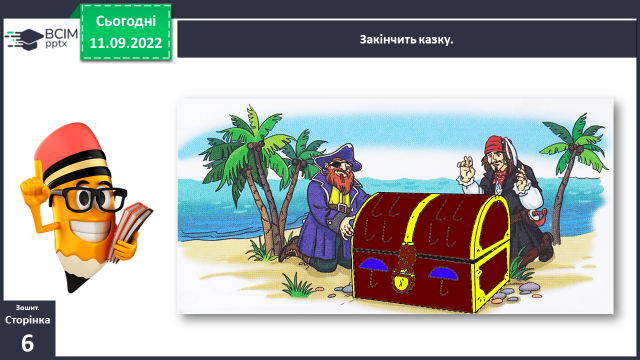 ВСІМ
pptx
Сьогодні
11.09.2022
Закінчить казку.
Зошит.
Сторінка
6